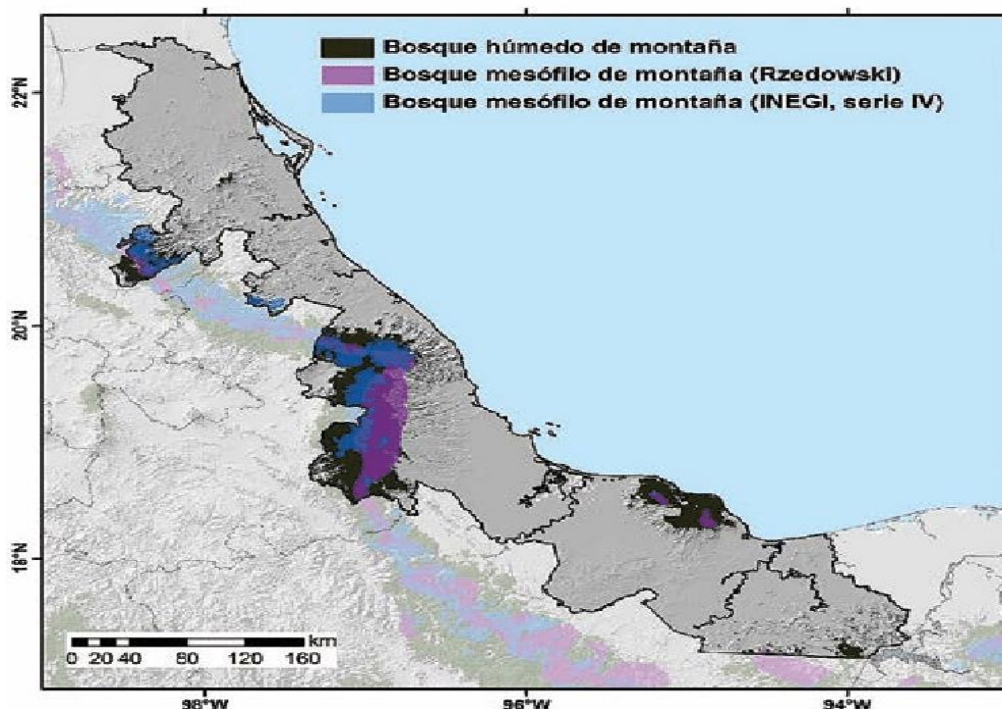 Bosque húmedo de montaña
Bosque mesófilo de montaña (Rzedowski)
Bosque mesófilo de montaña (INEGI, serie IV)
22°N
20°N
18°N
km
0 20 40 80 120 160
98°W 96°W 94°W